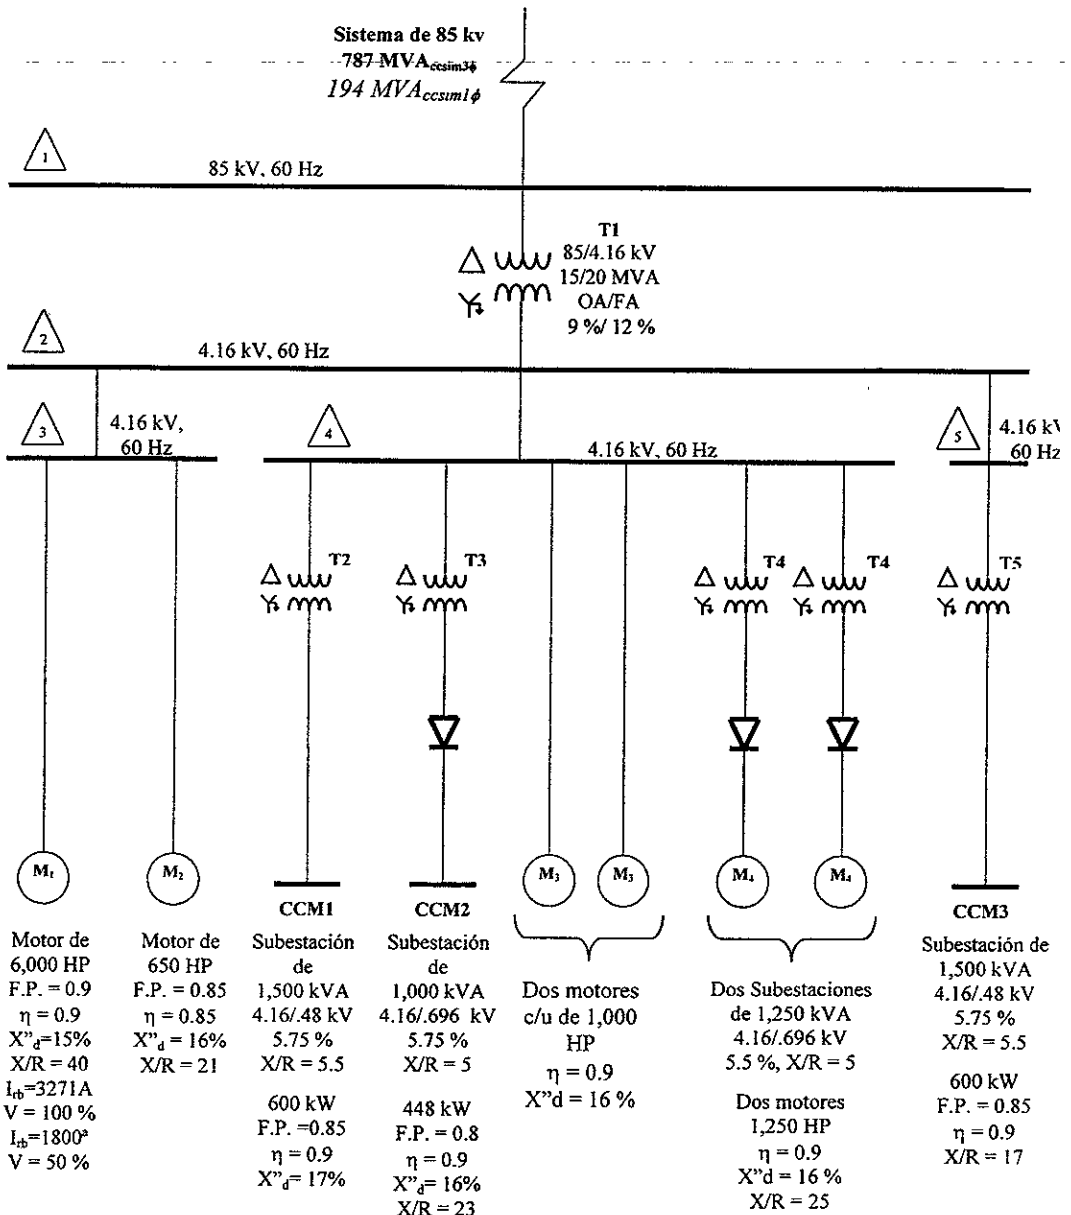 Sistema de 85 kv
787 MVAccsim3ϕ
194 MVAccsim1ϕ
1
85 kV, 60 Hz
T1
85/4.16 kV
15/20 MVA
OA/FA
9 %/ 12 %
2
4.16 kV, 60 Hz
3
4.16 kV,
60 Hz
4
4.16 kV, 60 Hz
5
4.16 kV
60 Hz
T2
T3
T4
T4
T5
M1
M2
M3
M3
M4
M4
CCM1
CCM2
CCM3
Motor de
6,000 HP
F.P. = 0.9
η = 0.9
X”d=15%
X/R = 40
Irb=3271A
V = 100 %
Irb=1800ª
V = 50 %
Motor de
650 HP
F.P. = 0.85
η = 0.85
X”d = 16%
X/R = 21
Subestación
de
1,500 kVA
4.16/.48 kV
5.75 %
X/R = 5.5
600 kW
F.P. =0.85
η = 0.9
X”d= 17%
Subestación
de
1,000 kVA
4.16/.696 kV
5.75 %
X/R = 5
448 kW
F.P. = 0.8
η = 0.9
X”d= 16%
X/R = 23
Dos motores
c/u de 1,000
HP
η = 0.9
X”d = 16 %
Dos Subestaciones
de 1,250 kVA
4.16/.696 kV
5.5 %, X/R = 5
Dos motores
1,250 HP
η = 0.9
X”d = 16 %
X/R = 25
Subestación de
1,500 kVA
4.16/.48 kV
5.75 %
X/R = 5.5
600 kW
F.P. = 0.85
η = 0.9
X/R = 17